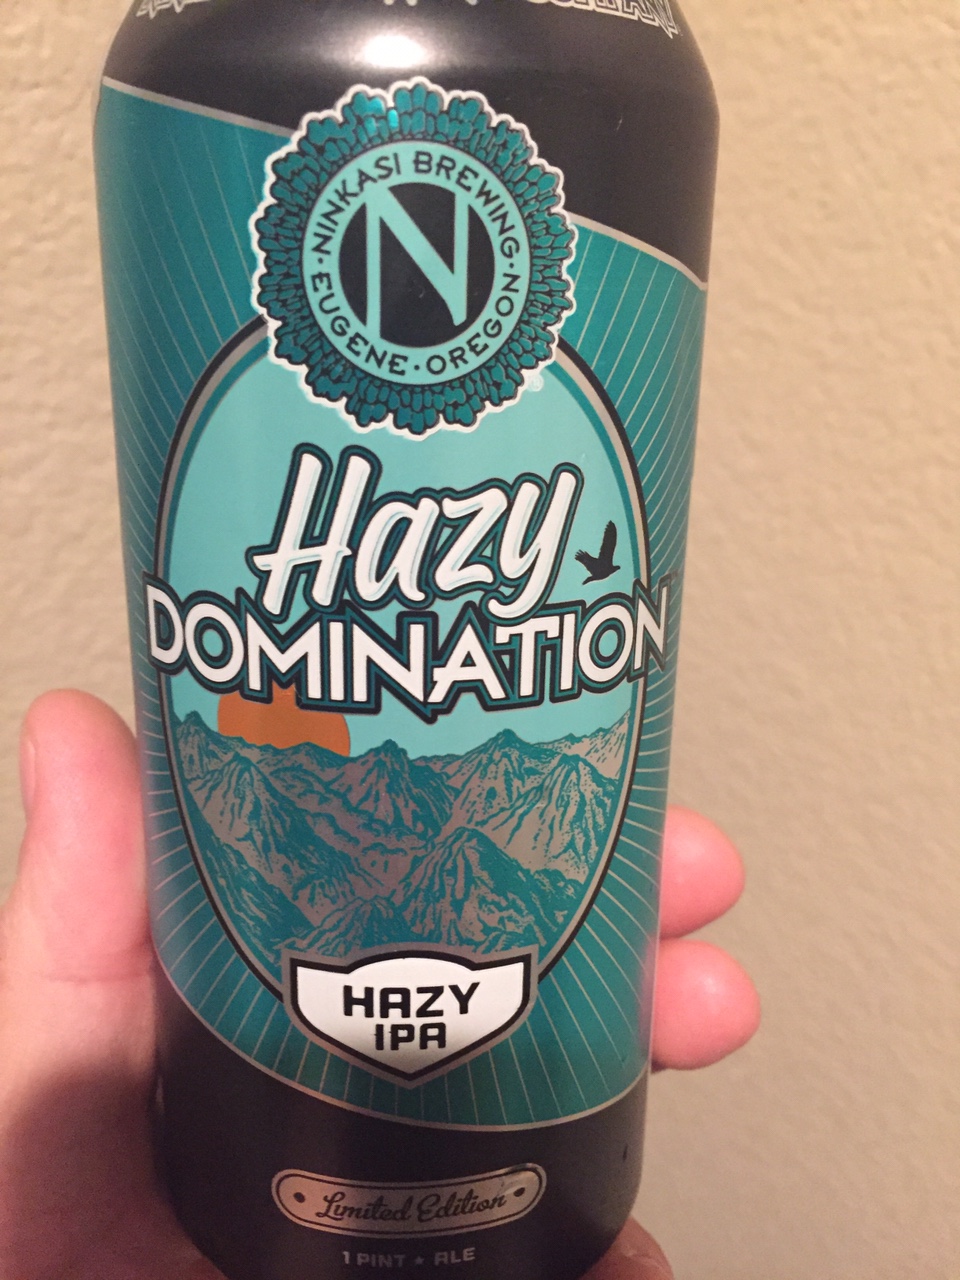 NINKASI BREWING
N
EUGENE · OREGON
Hazy
DOMINATION
HAZY
IPA
Limited Edition
1 PINT ★ ALE